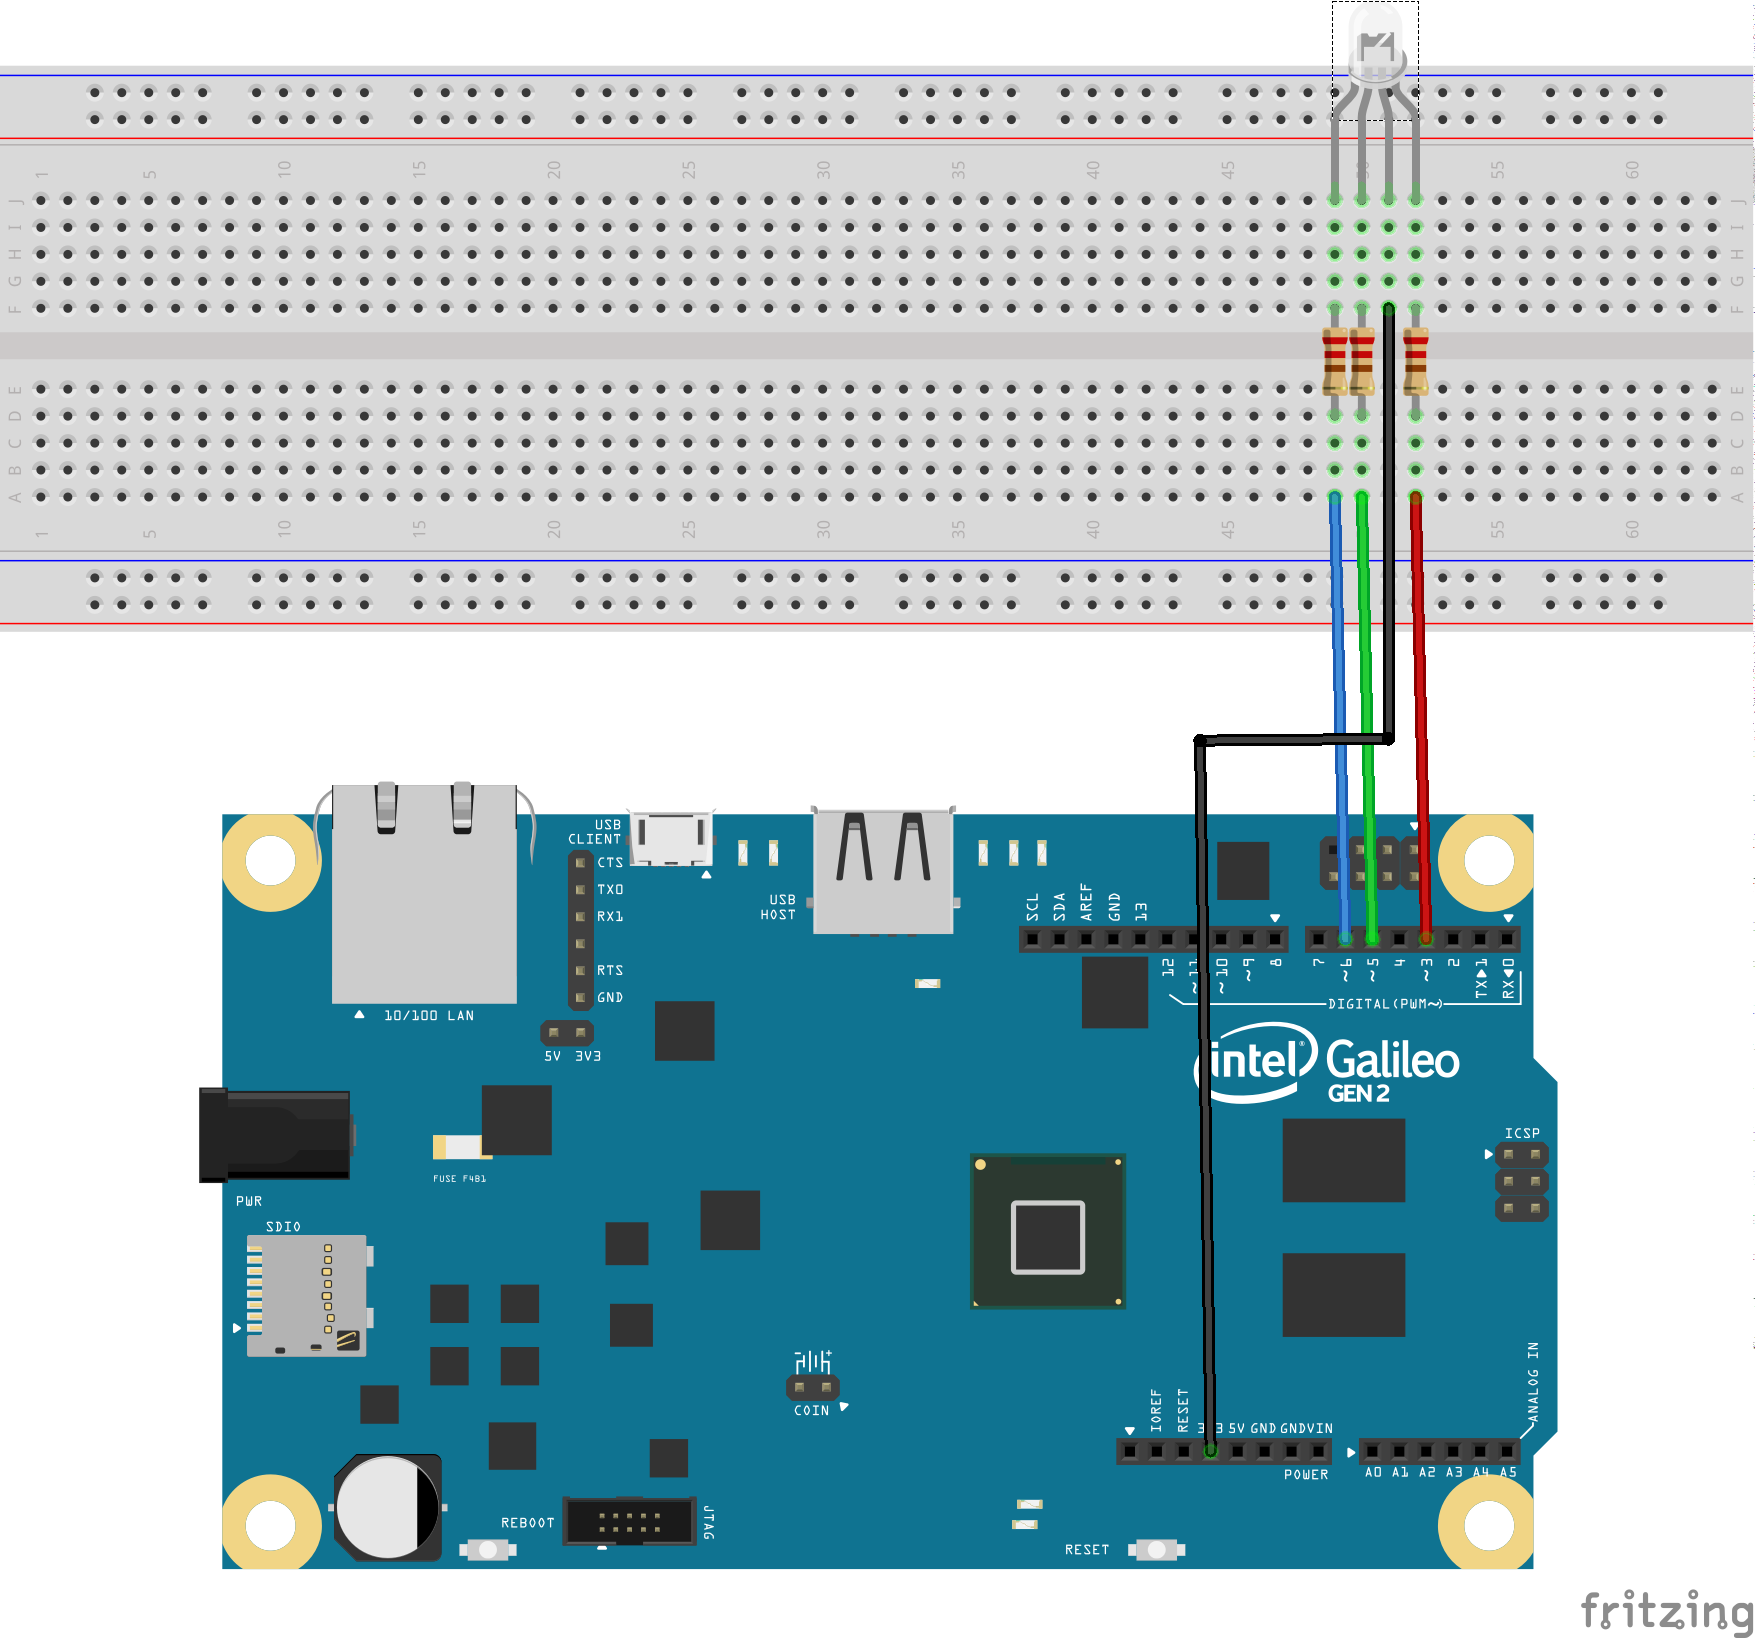 1 5 10 15 20 25 30 35 40 45 55 60
J J
I I
H H
G G
F F
E E
D D
C C
B B
A A
1 5 10 15 20 25 30 35 40 45 55 60
USB
CLIENT
CTS
TXO
RX1
RTS
GND
5V 3V3
10/100 LAN
USB
HOST
SCL SDA AREF GND 13
12 ~10 ~9 8 7 ~6 ~5 4 ~3 2 TX▶1 RX◀0
DIGITAL(PWM~)
intel® Galileo
GEN 2
ICSP
PWR
FUSE F4B1
SDIO
- +
COIN
IOREF RESET 5V GND GND VIN
POWER
ANALOG IN
A0 A1 A2 A3 A4 A5
REBOOT
JTAG
RESET
fritzing